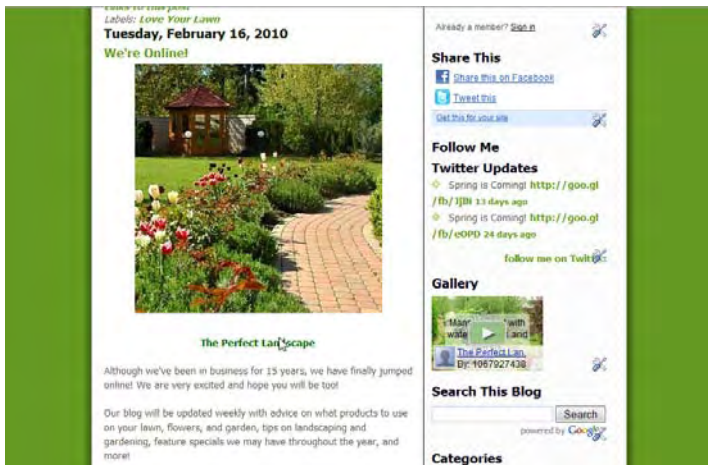 Links to this post
Labels: Love Your Lawn
Tuesday, February 16, 2010
We're Online!
The Perfect Landscape
Although we've been in business for 15 years, we have finally jumped
online! We are very excited and hope you will be too!
Our blog will be updated weekly with advice on what products to use
on your lawn, flowers, and garden, tips on landscaping and
gardening, feature specials we may have throughout the year, and
more!
Already a member? Sign in
Share This
Share this on Facebook
Tweet this
Get this for your site
Follow Me
Twitter Updates
Spring is Coming! http://goo.gl
13 days ago
Spring is Coming! http://goo.gl
/fb/eOPD 24 days ago
follow me on Twitter
Gallery
with
and
The Perfect Lan
By: 1067927438
Search This Blog
Search
powered by Google
Categories